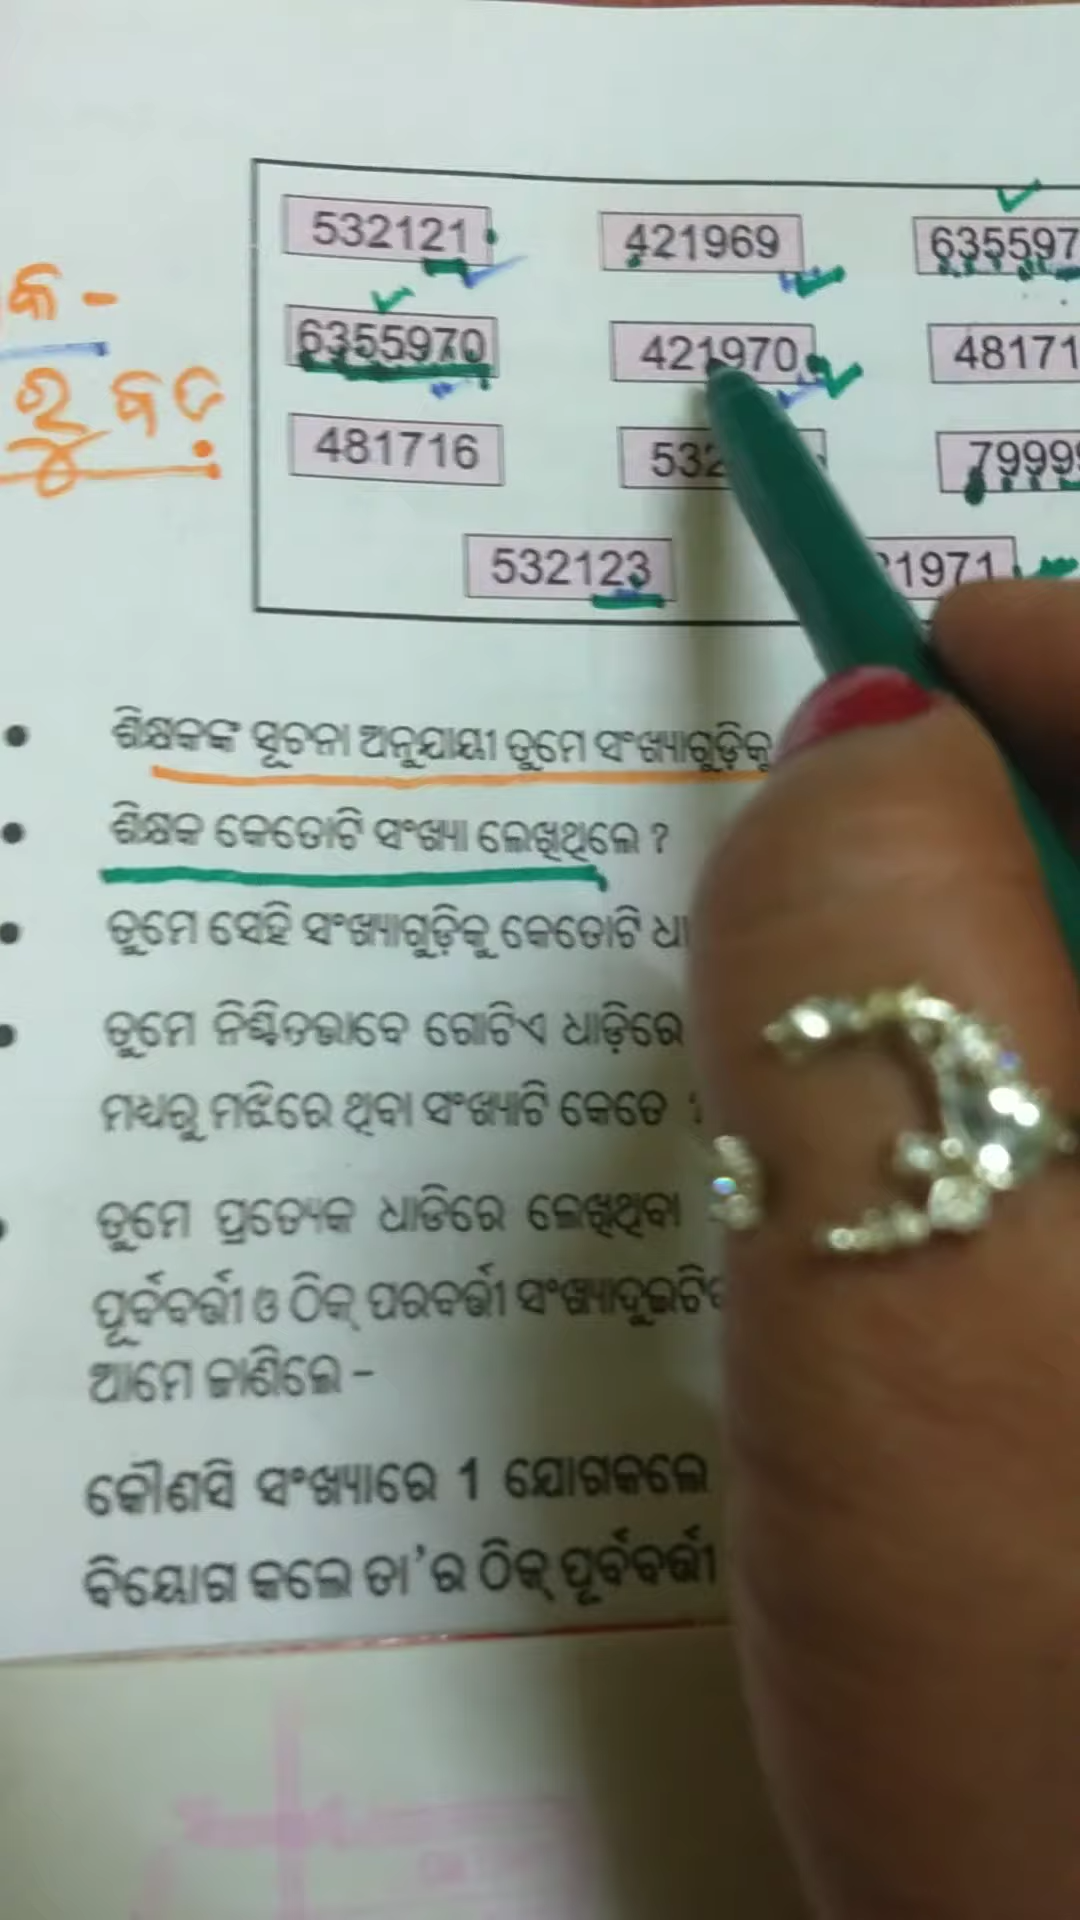 532121 421969 635597
6355970 421970 48171
481716 7999
532123 1971
କ -
ରୁ ବଡ଼
ଶିକ୍ଷକଙ୍କ ସୂଚନା ଅନୁଯାୟୀ ତୁମେ ସଂଖ୍ୟାଗୁଡ଼ିକୁ
ଶିକ୍ଷକ କେତୋଟି ସଂଖ୍ୟା ଲେଖିଥିଲେ ?
ତୁମେ ସେହି ସଂଖ୍ୟାଗୁଡ଼ିକୁ କେତୋଟି ଧା
ତୁମେ ନିଶ୍ଚିତଭାବେ ଗୋଟିଏ ଧାଡ଼ିରେ
ମଧ୍ୟରୁ ମଝିରେ ଥିବା ସଂଖ୍ୟାଟି କେତେ ?
ତୁମେ ପ୍ରତ୍ୟେକ ଧାଡିରେ ଲେଖିଥିବା
ପୂର୍ବବର୍ତ୍ତୀ ଓ ଠିକ୍ ପରବର୍ତ୍ତୀ ସଂଖ୍ୟାଦୁଇଟି
ଆମେ ଜାଣିଲେ –
କୌଣସି ସଂଖ୍ୟାରେ 1 ଯୋଗକଲେ
ବିୟୋଗ କଲେ ତା'ର ଠିକ୍ ପୂର୍ବବର୍ତ୍ତୀ